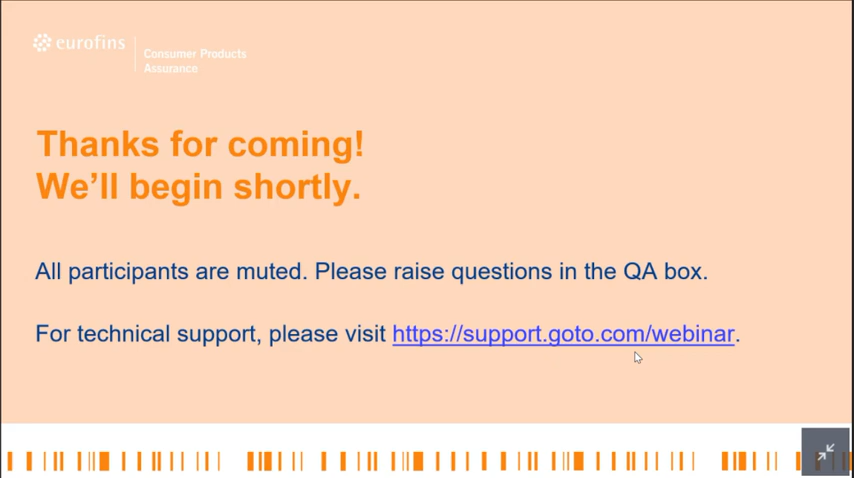 eurofins
Consumer Products
Assurance
Thanks for coming!
We’ll begin shortly.
All participants are muted. Please raise questions in the QA box.
For technical support, please visit https://support.goto.com/webinar.